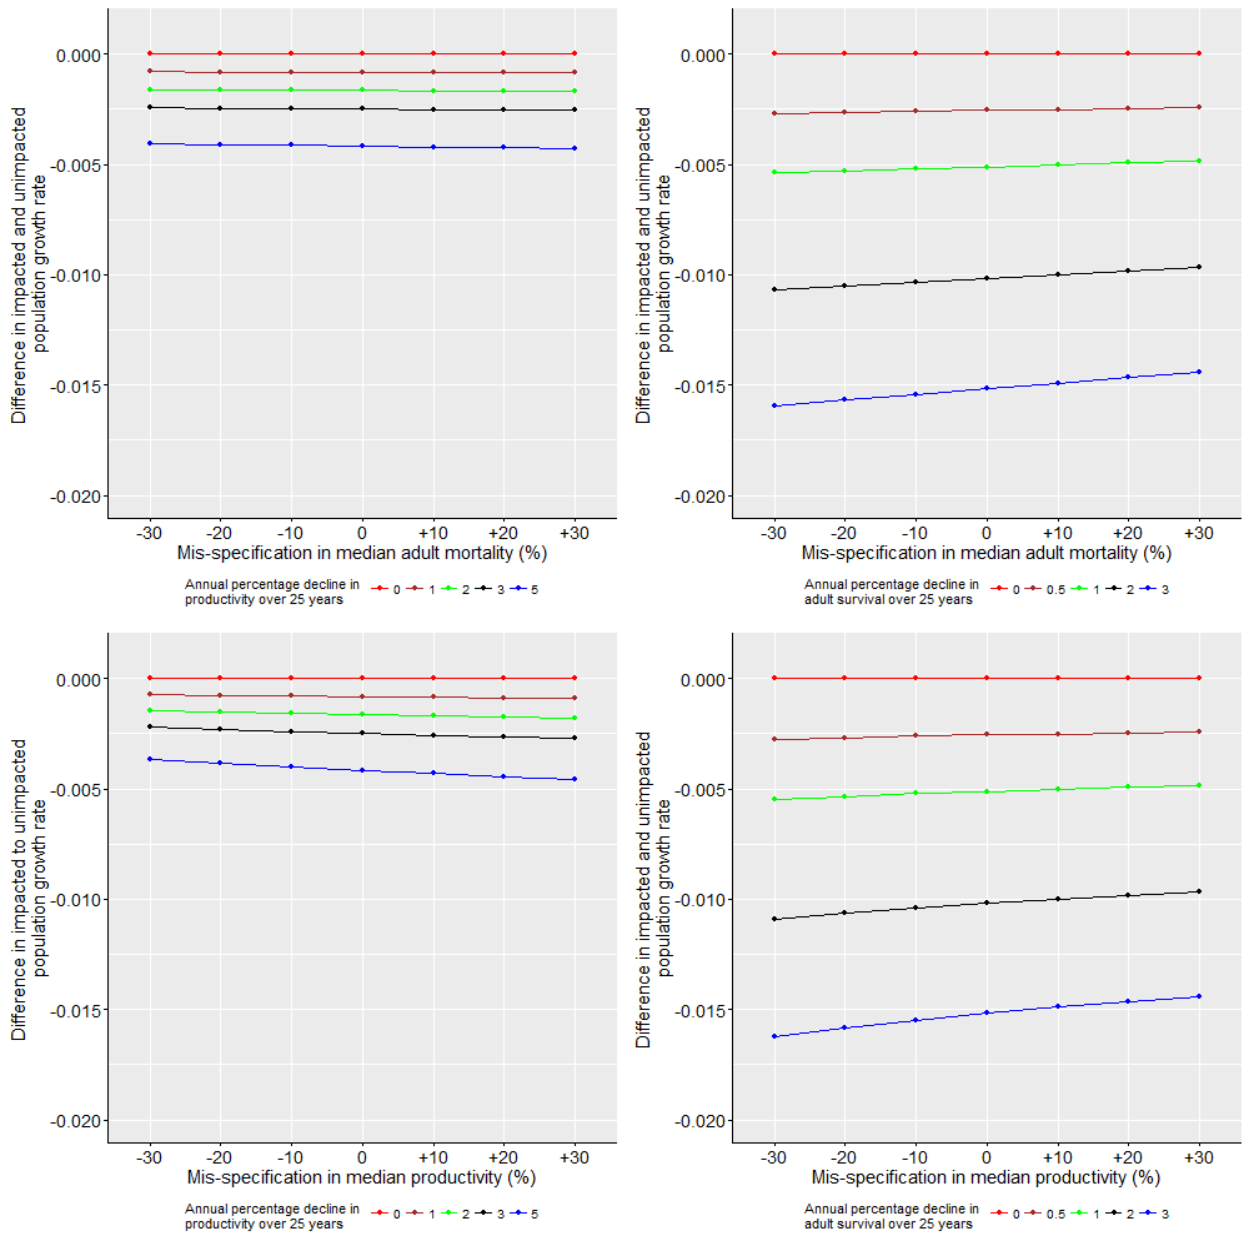 Difference in impacted and unimpacted
population growth rate
0.000
-0.005
-0.010
-0.015
-0.020
-30 -20 -10 0 +10 +20 +30
Mis-specification in median adult mortality (%)
Annual percentage decline in
productivity over 25 years 0 1 2 3 5
Difference in impacted and unimpacted
population growth rate
0.000
-0.005
-0.010
-0.015
-0.020
-30 -20 -10 0 +10 +20 +30
Mis-specification in median adult mortality (%)
Annual percentage decline in
adult survival over 25 years 0 0.5 1 2 3
Difference in impacted to unimpacted
population growth rate
0.000
-0.005
-0.010
-0.015
-0.020
-30 -20 -10 0 +10 +20 +30
Mis-specification in median productivity (%)
Annual percentage decline in
productivity over 25 years 0 1 2 3 5
Difference in impacted and unimpacted
population growth rate
0.000
-0.005
-0.010
-0.015
-0.020
-30 -20 -10 0 +10 +20 +30
Mis-specification in median productivity (%)
Annual percentage decline in
adult survival over 25 years 0 0.5 1 2 3